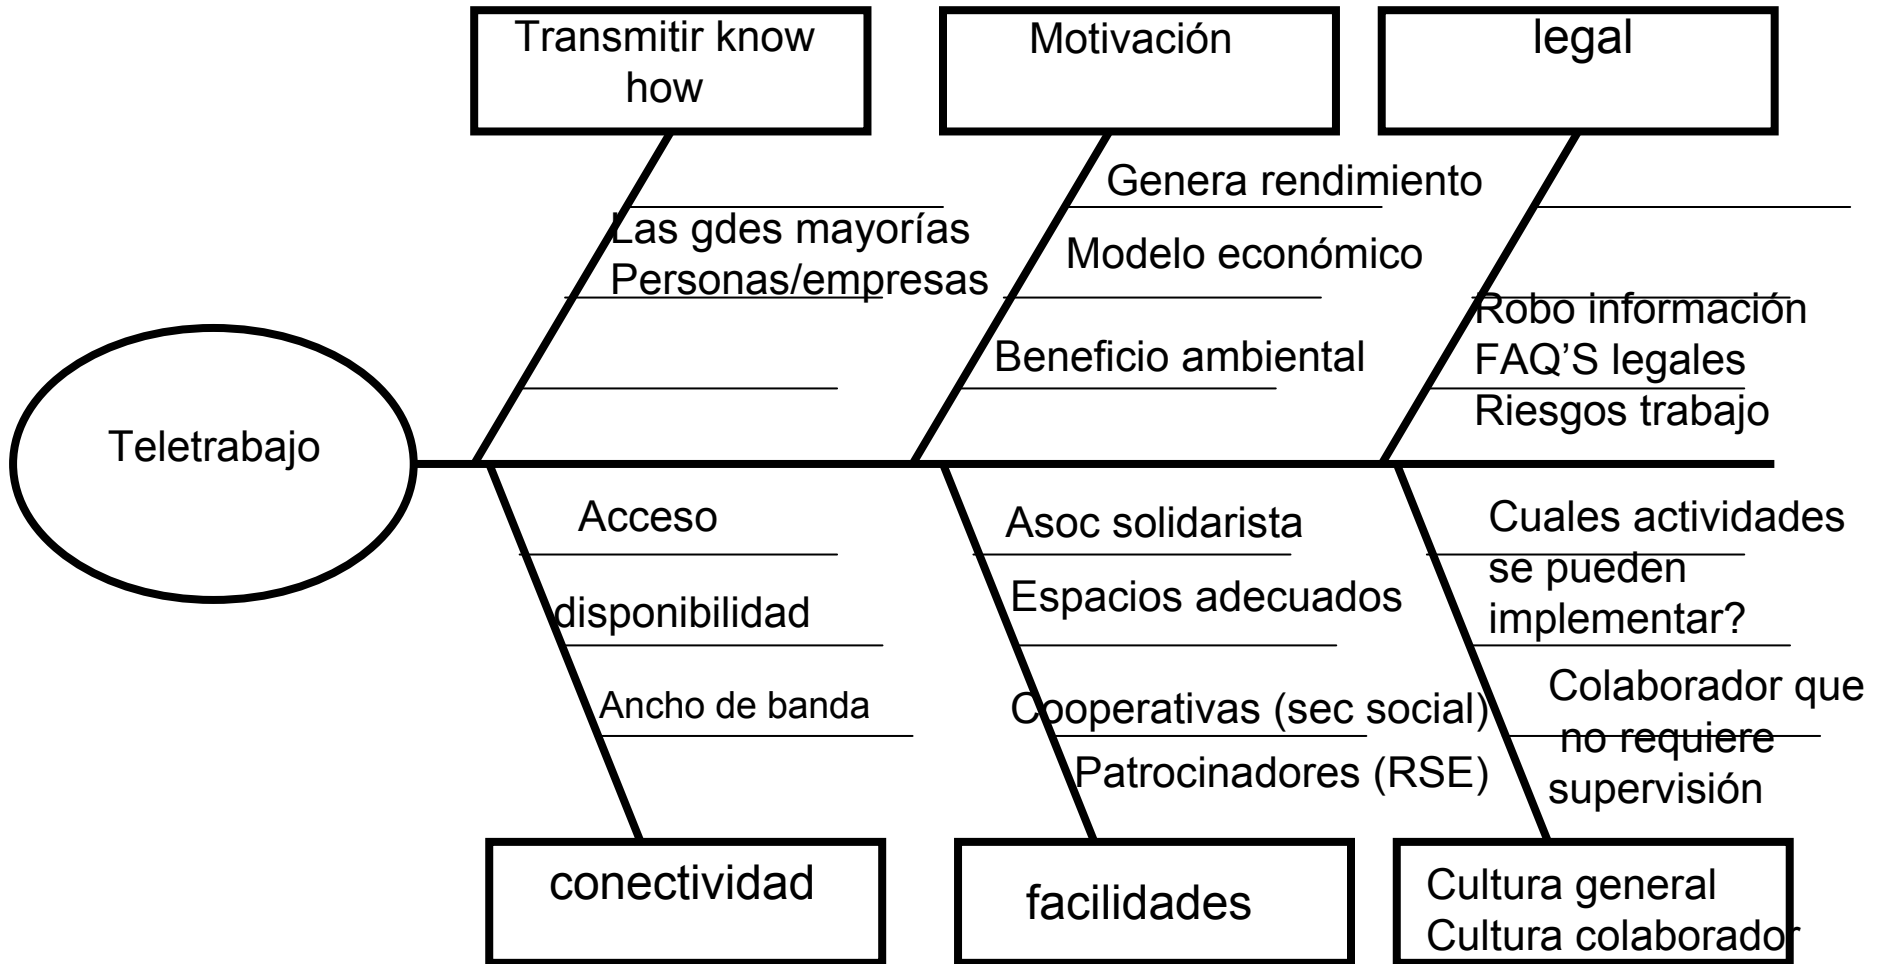 Transmitir know
how
Motivación
legal
Las gdes mayorías
Personas/empresas
Genera rendimiento
Modelo económico
Beneficio ambiental
Robo información
FAQ'S legales
Riesgos trabajo
Teletrabajo
Acceso
disponibilidad
Ancho de banda
Asoc solidarista
Espacios adecuados
Cooperativas (sec social)
Patrocinadores (RSE)
Cuales actividades
se pueden
implementar?
Colaborador que
no requiere
supervisión
conectividad
facilidades
Cultura general
Cultura colaborador